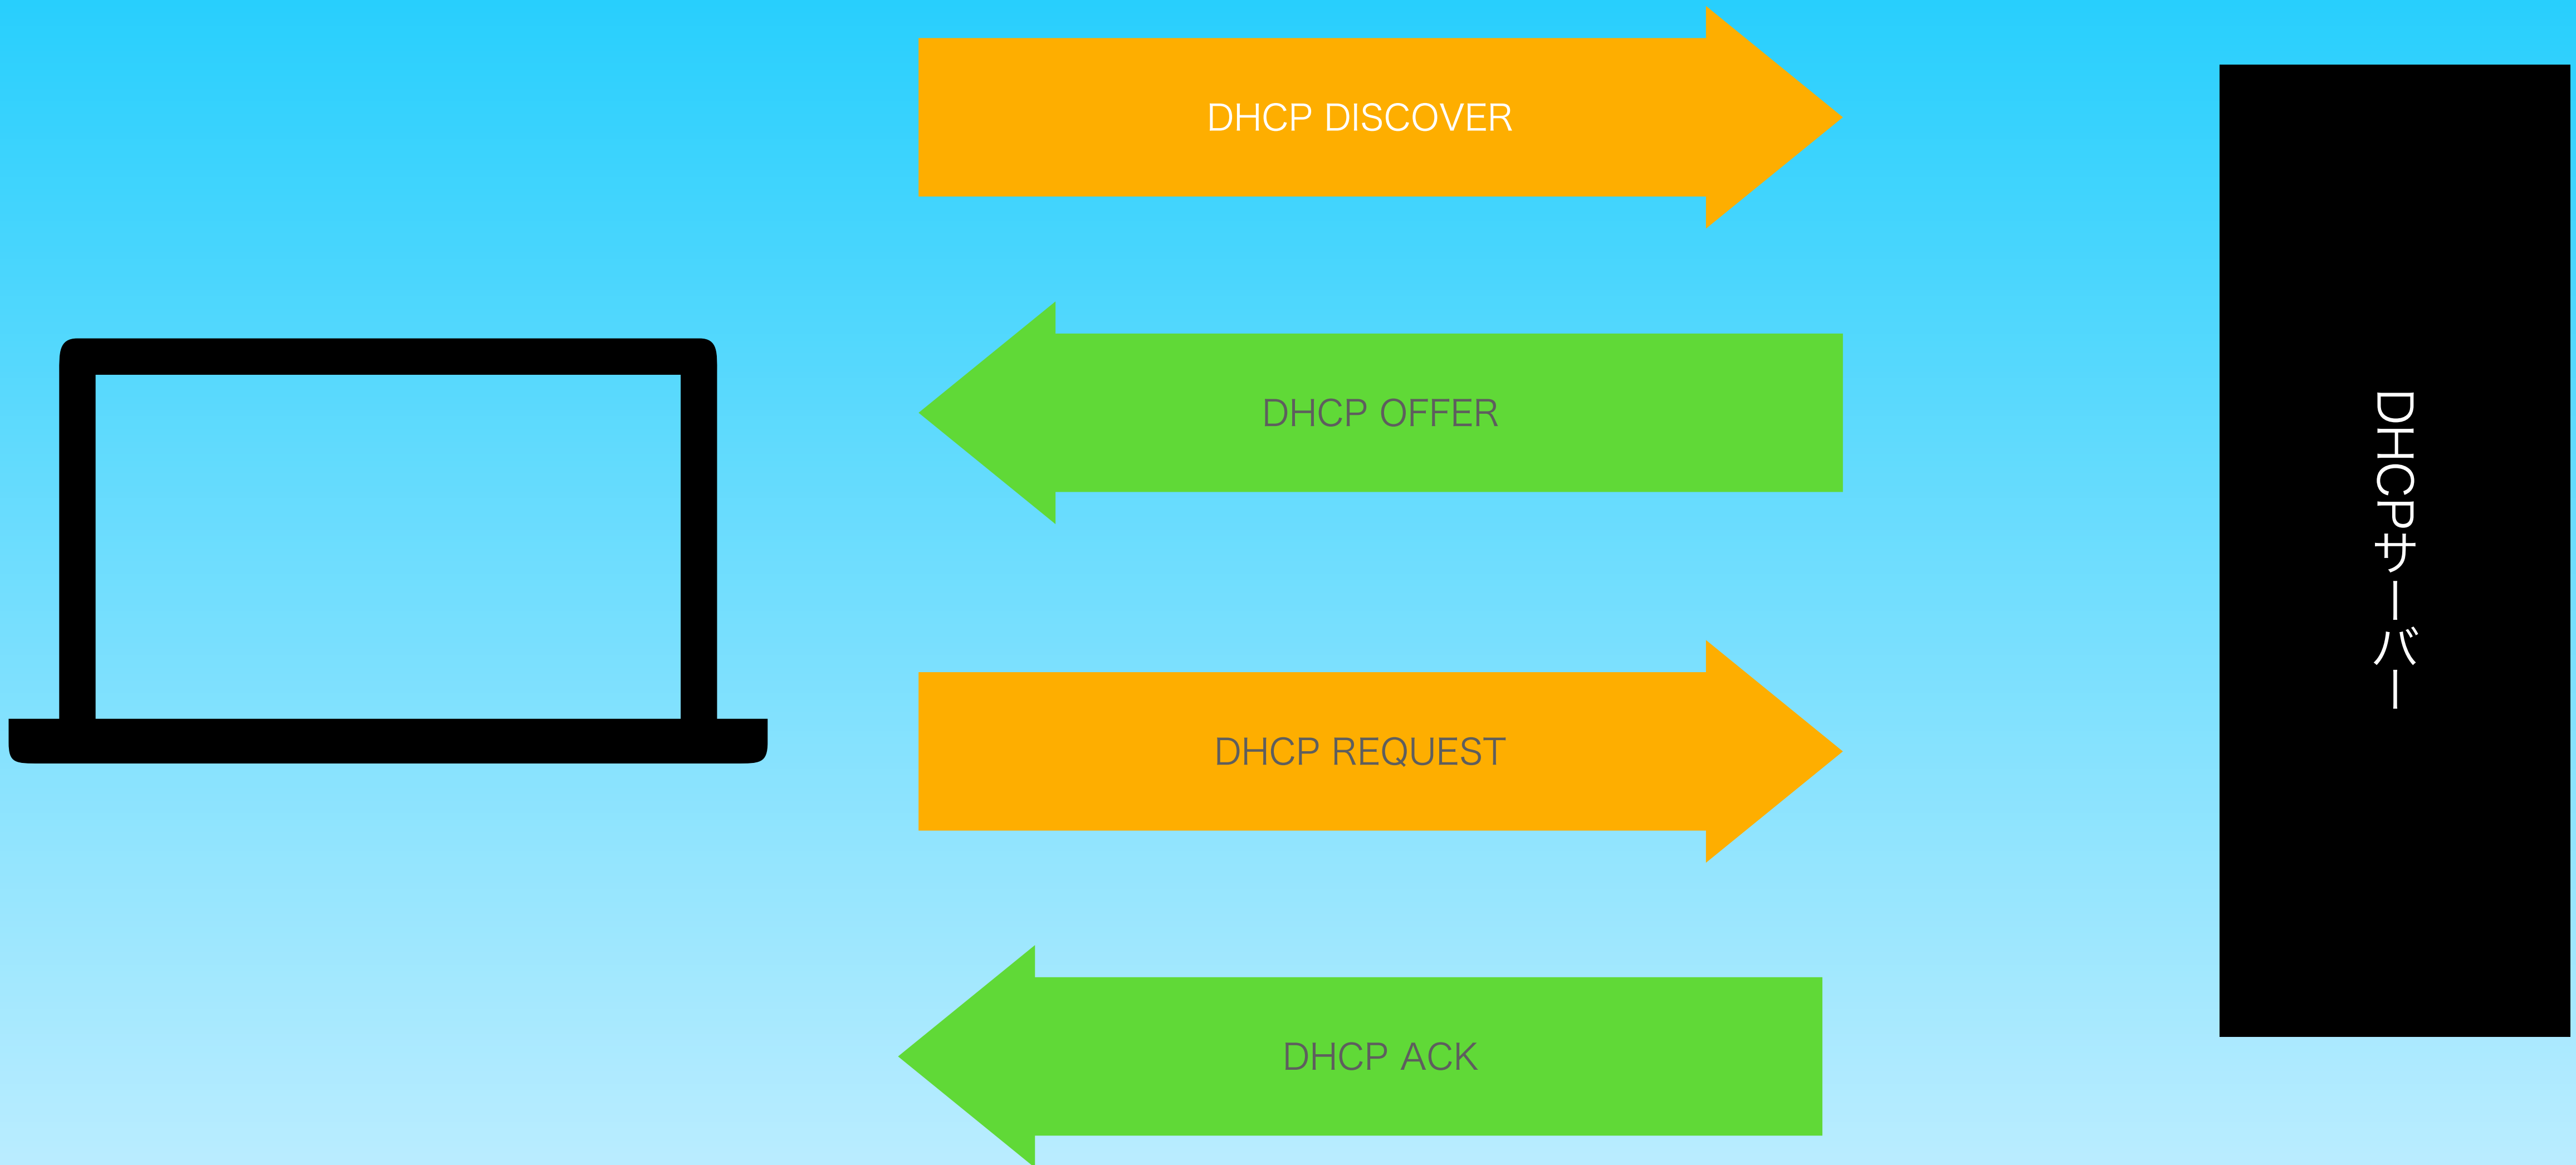 DHCP DISCOVER
DHCP OFFER
DHCP REQUEST
DHCP ACK
DHCPサーバー